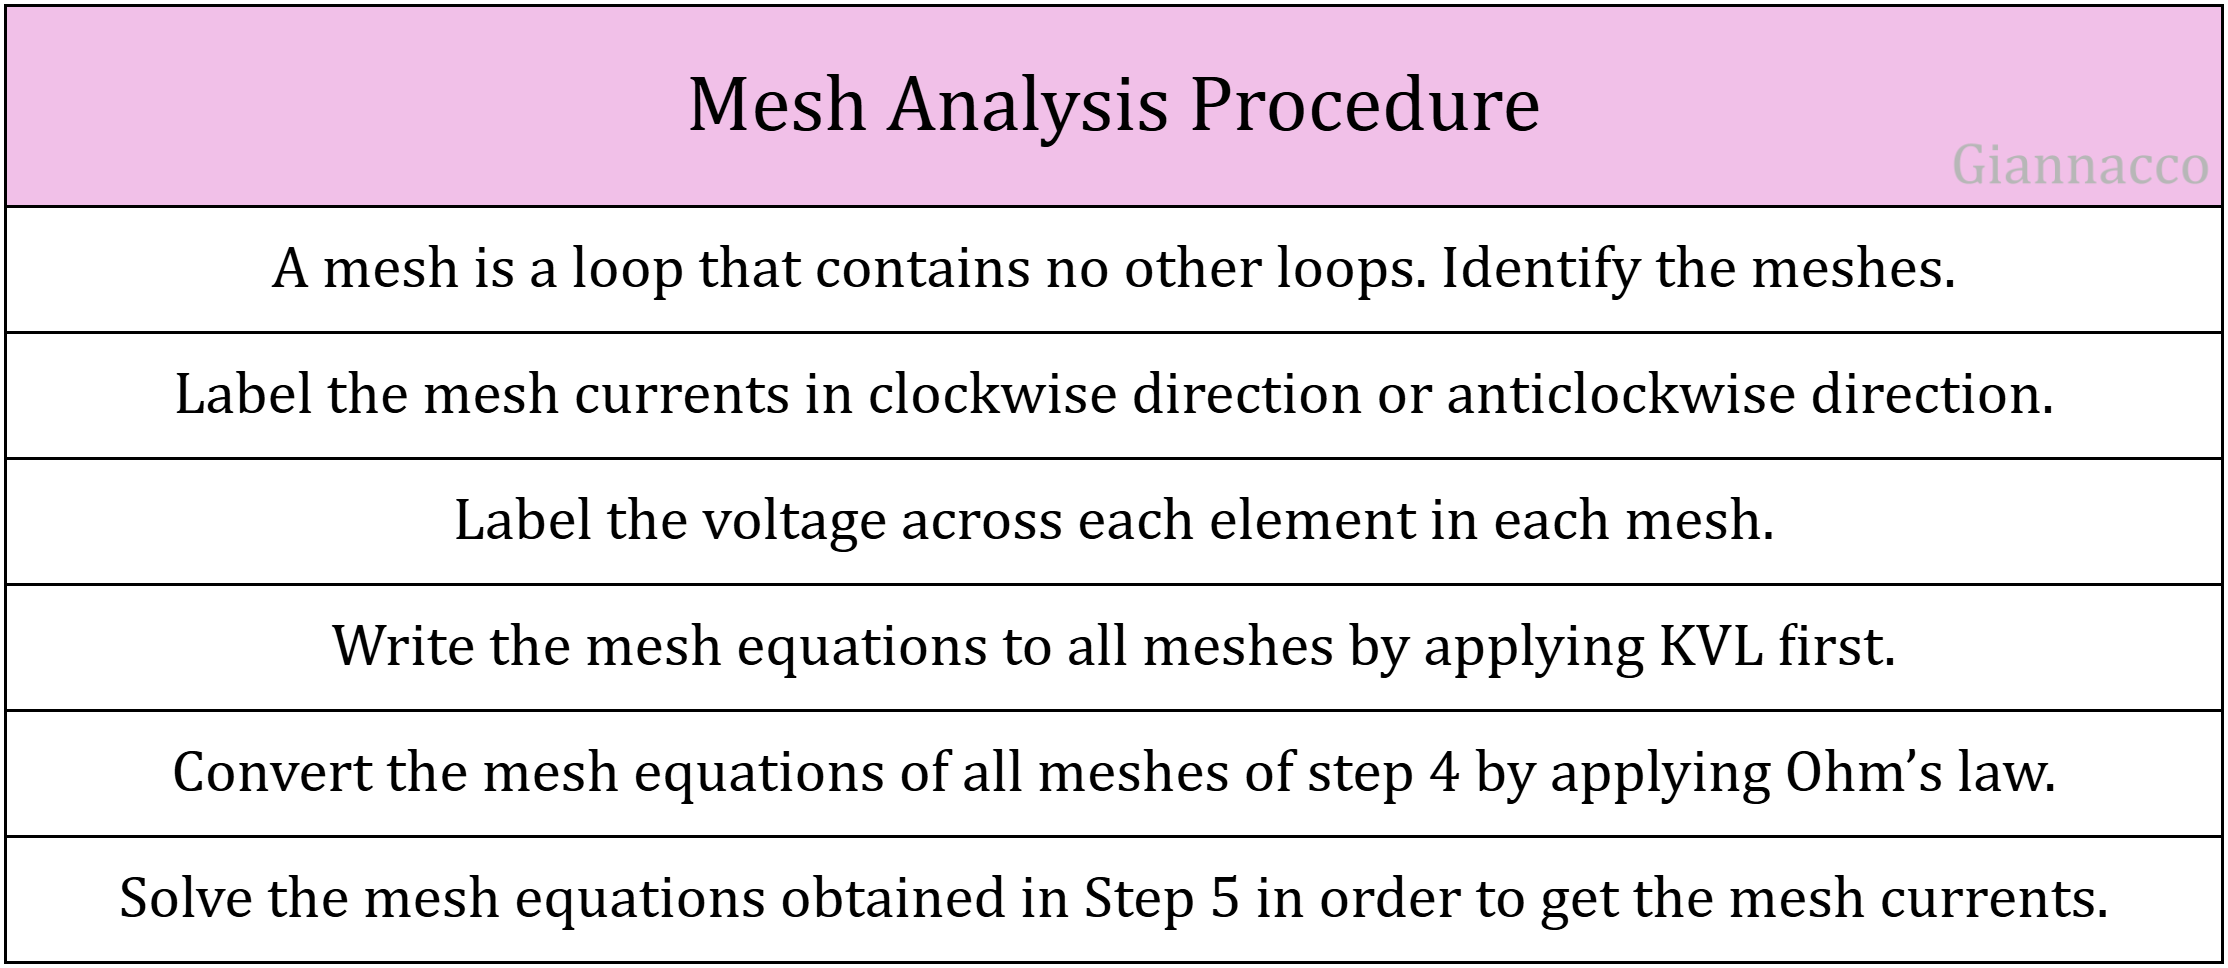 Mesh Analysis Procedure
Giannacco
A mesh is a loop that contains no other loops. Identify the meshes.
Label the mesh currents in clockwise direction or anticlockwise direction.
Label the voltage across each element in each mesh.
Write the mesh equations to all meshes by applying KVL first.
Convert the mesh equations of all meshes of step 4 by applying Ohm’s law.
Solve the mesh equations obtained in Step 5 in order to get the mesh currents.